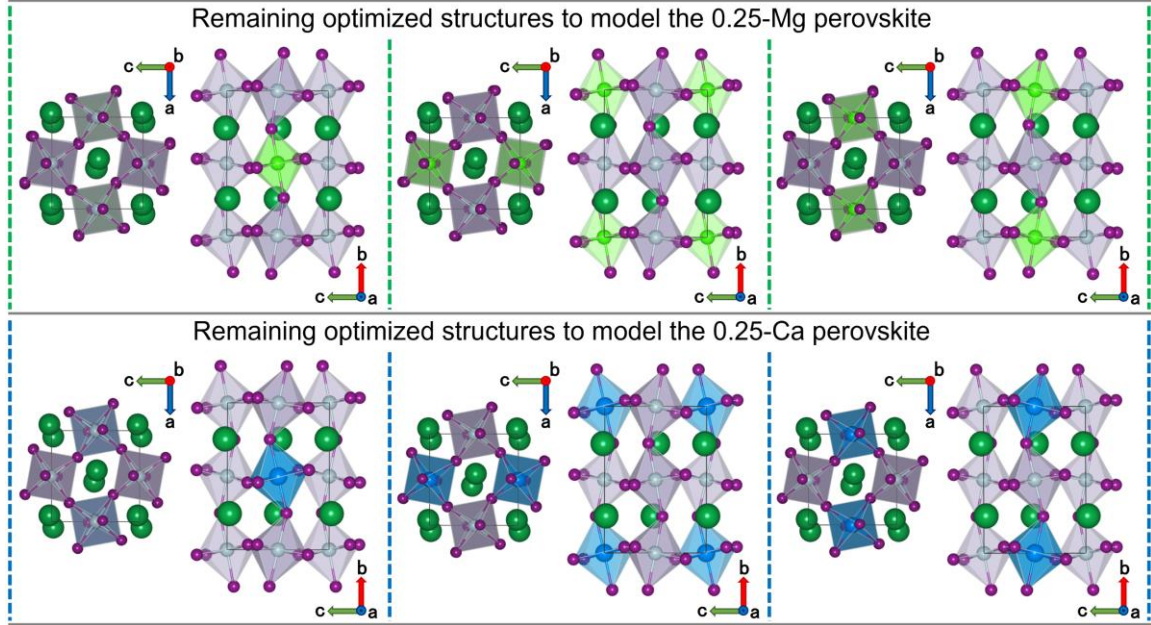 Remaining optimized structures to model the 0.25-Mg perovskite
b
c
a
b
c
a
b
c
a
b
c
a
b
c
a
b
c
a
Remaining optimized structures to model the 0.25-Ca perovskite
b
c
a
b
c
a
b
c
a
b
c
a
b
c
a
b
c
a